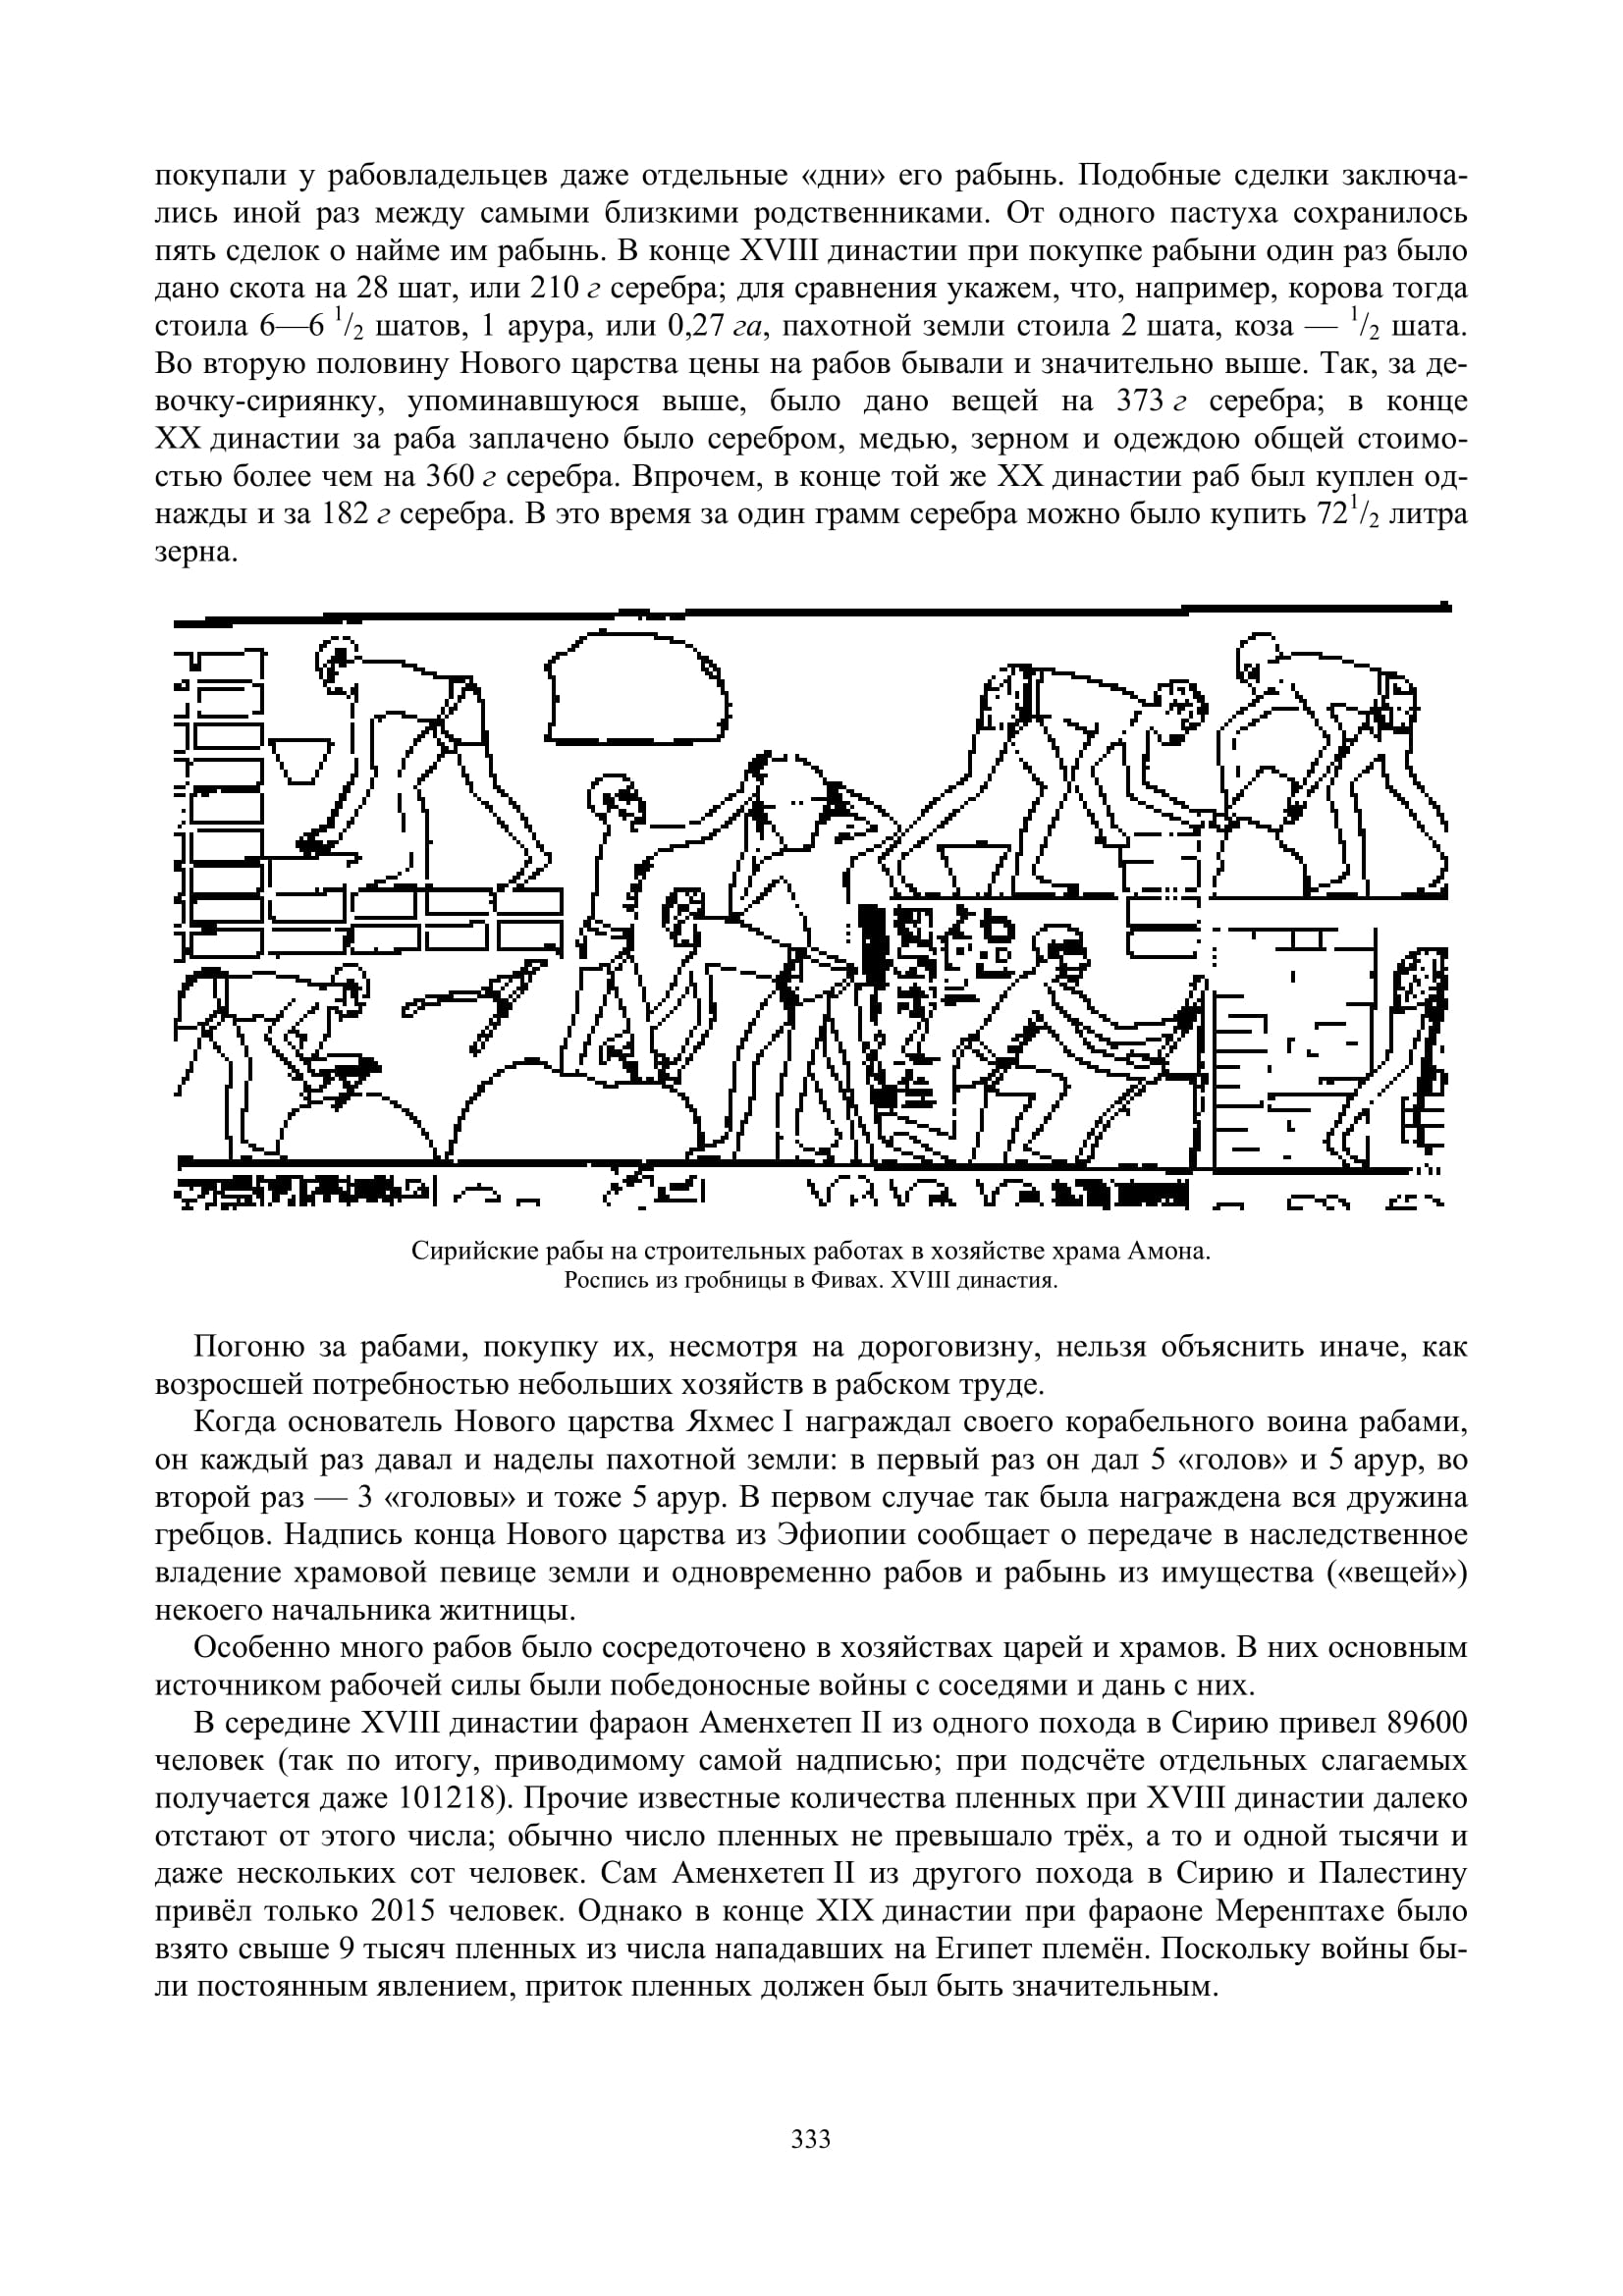 покупали у рабовладельцев даже отдельные «дни» его рабынь. Подобные сделки заключа-
лись иной раз между самыми близкими родственниками. От одного пастуха сохранилось
пять сделок о найме им рабынь. В конце XVIII династии при покупке рабыни один раз было
дано скота на 28 шат, или 210 г серебра; для сравнения укажем, что, например, корова тогда
стоила 6—6 1/2 шатов, 1 арура, или 0,27 га, пахотной земли стоила 2 шата, коза — 1/2 шата.
Во вторую половину Нового царства цены на рабов бывали и значительно выше. Так, за де-
вочку-сириянку, упоминавшуюся выше, было дано вещей на 373 г серебра; в конце
XX династии за раба заплачено было серебром, медью, зерном и одеждою общей стоимо-
стью более чем на 360 г серебра. Впрочем, в конце той же XX династии раб был куплен од-
нажды и за 182 г серебра. В это время за один грамм серебра можно было купить 721/2 литра
зерна.
Сирийские рабы на строительных работах в хозяйстве храма Амона.
Роспись из гробницы в Фивах. XVIII династия.
Погоню за рабами, покупку их, несмотря на дороговизну, нельзя объяснить иначе, как
возросшей потребностью небольших хозяйств в рабском труде.
Когда основатель Нового царства Яхмес I награждал своего корабельного воина рабами,
он каждый раз давал и наделы пахотной земли: в первый раз он дал 5 «голов» и 5 арур, во
второй раз — 3 «головы» и тоже 5 арур. В первом случае так была награждена вся дружина
гребцов. Надпись конца Нового царства из Эфиопии сообщает о передаче в наследственное
владение храмовой певице земли и одновременно рабов и рабынь из имущества («вещей»)
некоего начальника житницы.
Особенно много рабов было сосредоточено в хозяйствах царей и храмов. В них основным
источником рабочей силы были победоносные войны с соседями и дань с них.
В середине XVIII династии фараон Аменхетеп II из одного похода в Сирию привел 89600
человек (так по итогу, приводимому самой надписью; при подсчёте отдельных слагаемых
получается даже 101218). Прочие известные количества пленных при XVIII династии далеко
отстают от этого числа; обычно число пленных не превышало трёх, а то и одной тысячи и
даже нескольких сот человек. Сам Аменхетеп II из другого похода в Сирию и Палестину
привёл только 2015 человек. Однако в конце XIX династии при фараоне Меренптахе было
взято свыше 9 тысяч пленных из числа нападавших на Египет племён. Поскольку войны бы-
ли постоянным явлением, приток пленных должен был быть значительным.
333